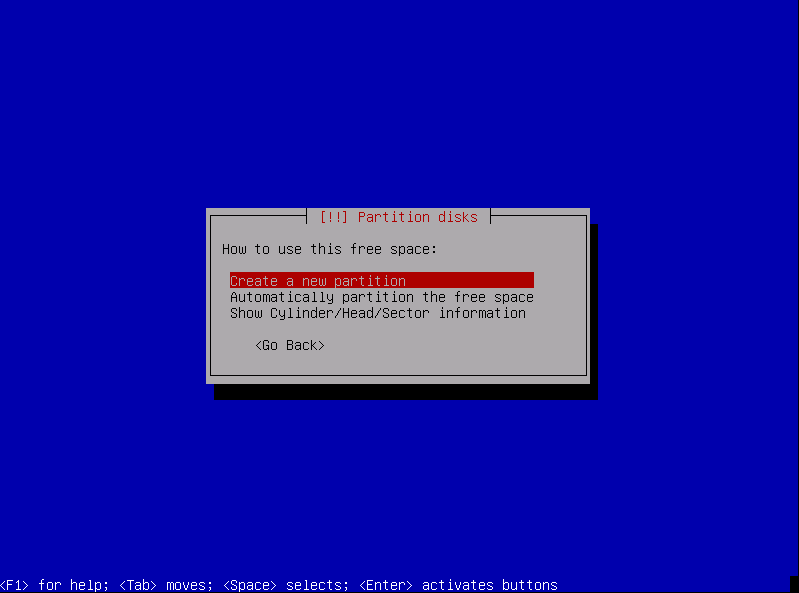 [!!] Partition disks
How to use this free space:
Create a new partition
Automatically partition the free space
Show Cylinder/Head/Sector information
<Go Back>
<F1> for help; <Tab> moves; <Space> selects; <Enter> activates buttons